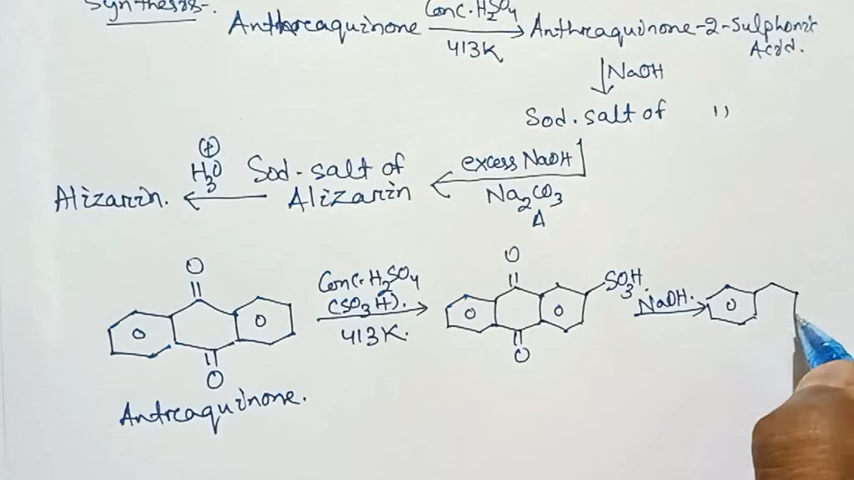 Synthesis-.
Anthraquinone Conc.H₂SO₄ 413K Anthraquinone-2-Sulphonic Acid.
NaOH
Sod.salt of "
Alizarin. H₃O⊕ Sod-salt of Alizarin excess NaOH Na₂CO₃ Δ
O
O
Conc.H₂SO₄
(SO₃H).
413K.
O
O
SO₃H.
NaOH.
Antreaquinone.